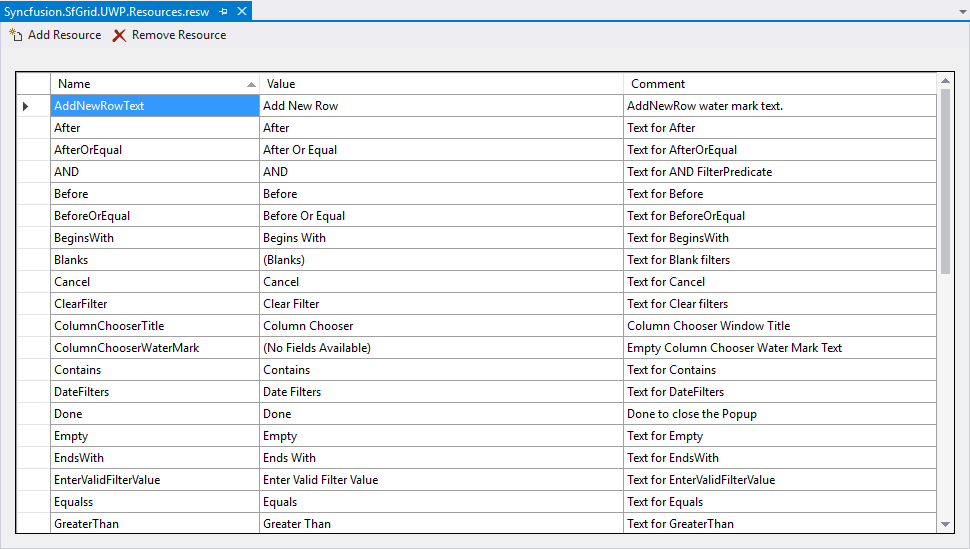 Syncfusion.SfGrid.UWP.Resources.resw
Add Resource Remove Resource
Name Value Comment
AddNewRowText Add New Row AddNewRow water mark text.
After After Text for After
AfterOrEqual After Or Equal Text for AfterOrEqual
AND AND Text for AND FilterPredicate
Before Before Text for Before
BeforeOrEqual Before Or Equal Text for BeforeOrEqual
BeginsWith Begins With Text for BeginsWith
Blanks (Blanks) Text for Blank filters
Cancel Cancel Text for Cancel
ClearFilter Clear Filter Text for Clear filters
ColumnChooserTitle Column Chooser Column Chooser Window Title
ColumnChooserWaterMark (No Fields Available) Empty Column Chooser Water Mark Text
Contains Contains Text for Contains
DateFilters Date Filters Text for DateFilters
Done Done Done to close the Popup
Empty Empty Text for Empty
EndsWith Ends With Text for EndsWith
EnterValidFilterValue Enter Valid Filter Value Text for EnterValidFilterValue
Equalss Equals Text for Equals
GreaterThan Greater Than Text for GreaterThan